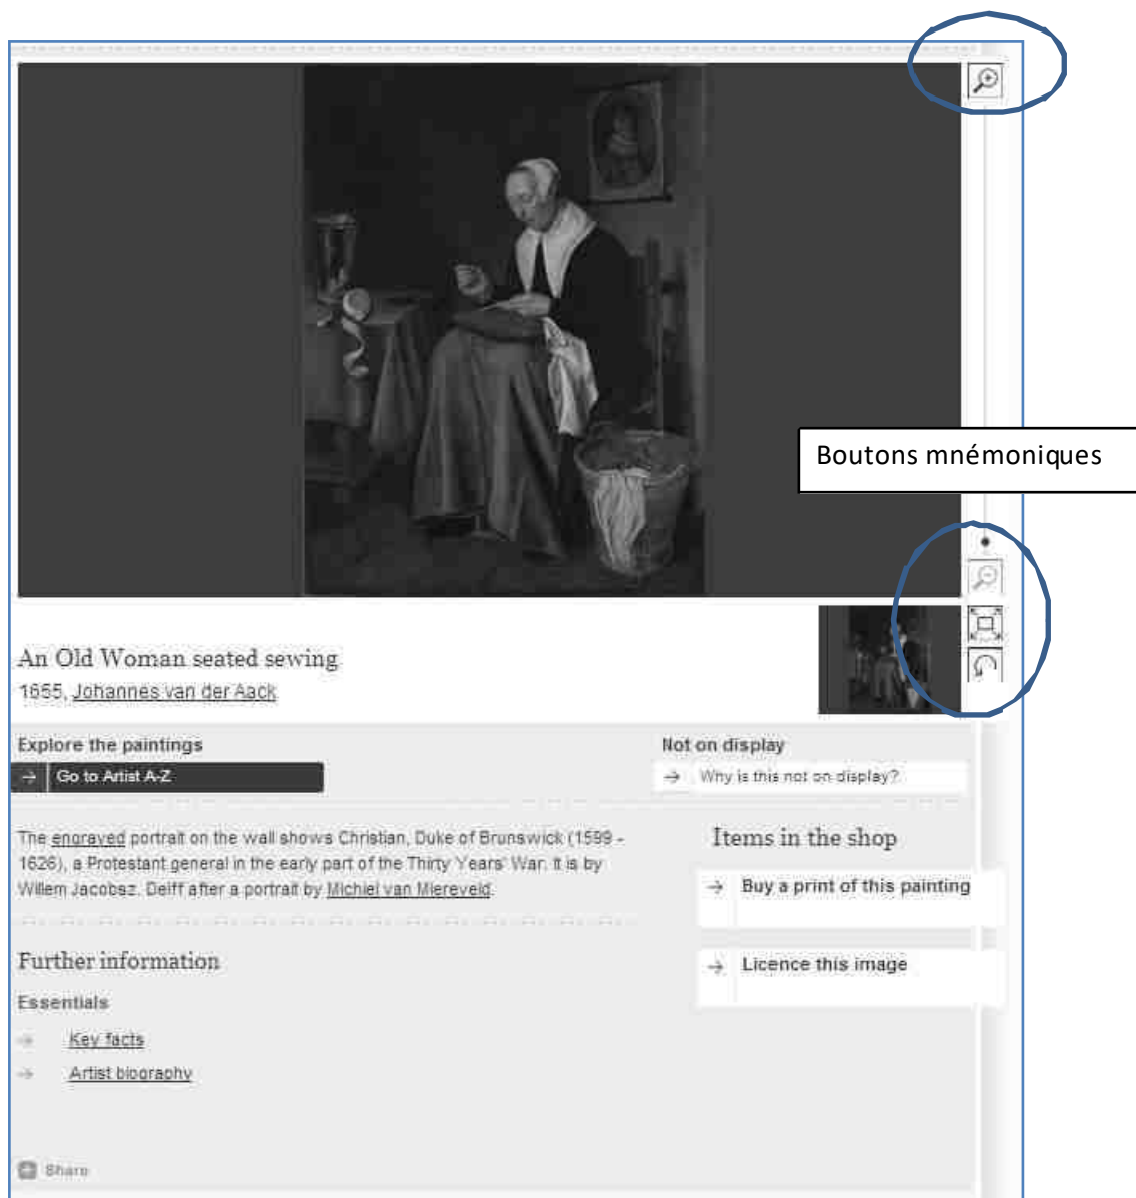 Boutons mnémoniques
An Old Woman seated sewing
1655, Johannes van der Aack
Explore the paintings
Go to Artist A-Z
Not on display
Why is this not on display?
The engraved portrait on the wall shows Christian, Duke of Brunswick (1599 -
1626), a Protestant general in the early part of the Thirty Years' War. It is by
Willem Jacobsz. Delff after a portrait by Michiel van Miereveld.
Items in the shop
Buy a print of this painting
Licence this image
Further information
Essentials
Key facts
Artist biography
Share